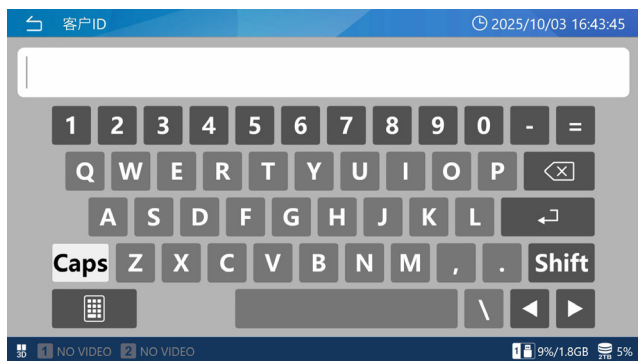 客户ID 2025/10/03 16:43:45
1 2 3 4 5 6 7 8 9 0 - =
Q W E R T Y U I O P
A S D F G H J K L
Caps Z X C V B N M , . Shift
\
3D 1 NO VIDEO 2 NO VIDEO 1 9%/1.8GB 2TB 5%